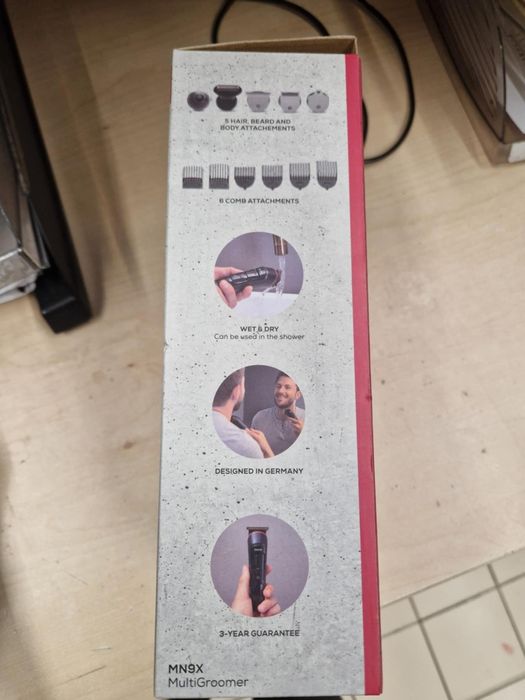 5 HAIR, BEARD AND
BODY ATTACHEMENTS
6 COMB ATTACHMENTS
WET & DRY
Can be used in the shower
DESIGNED IN GERMANY
3-YEAR GUARANTEE
MN9X
MultiGroomer